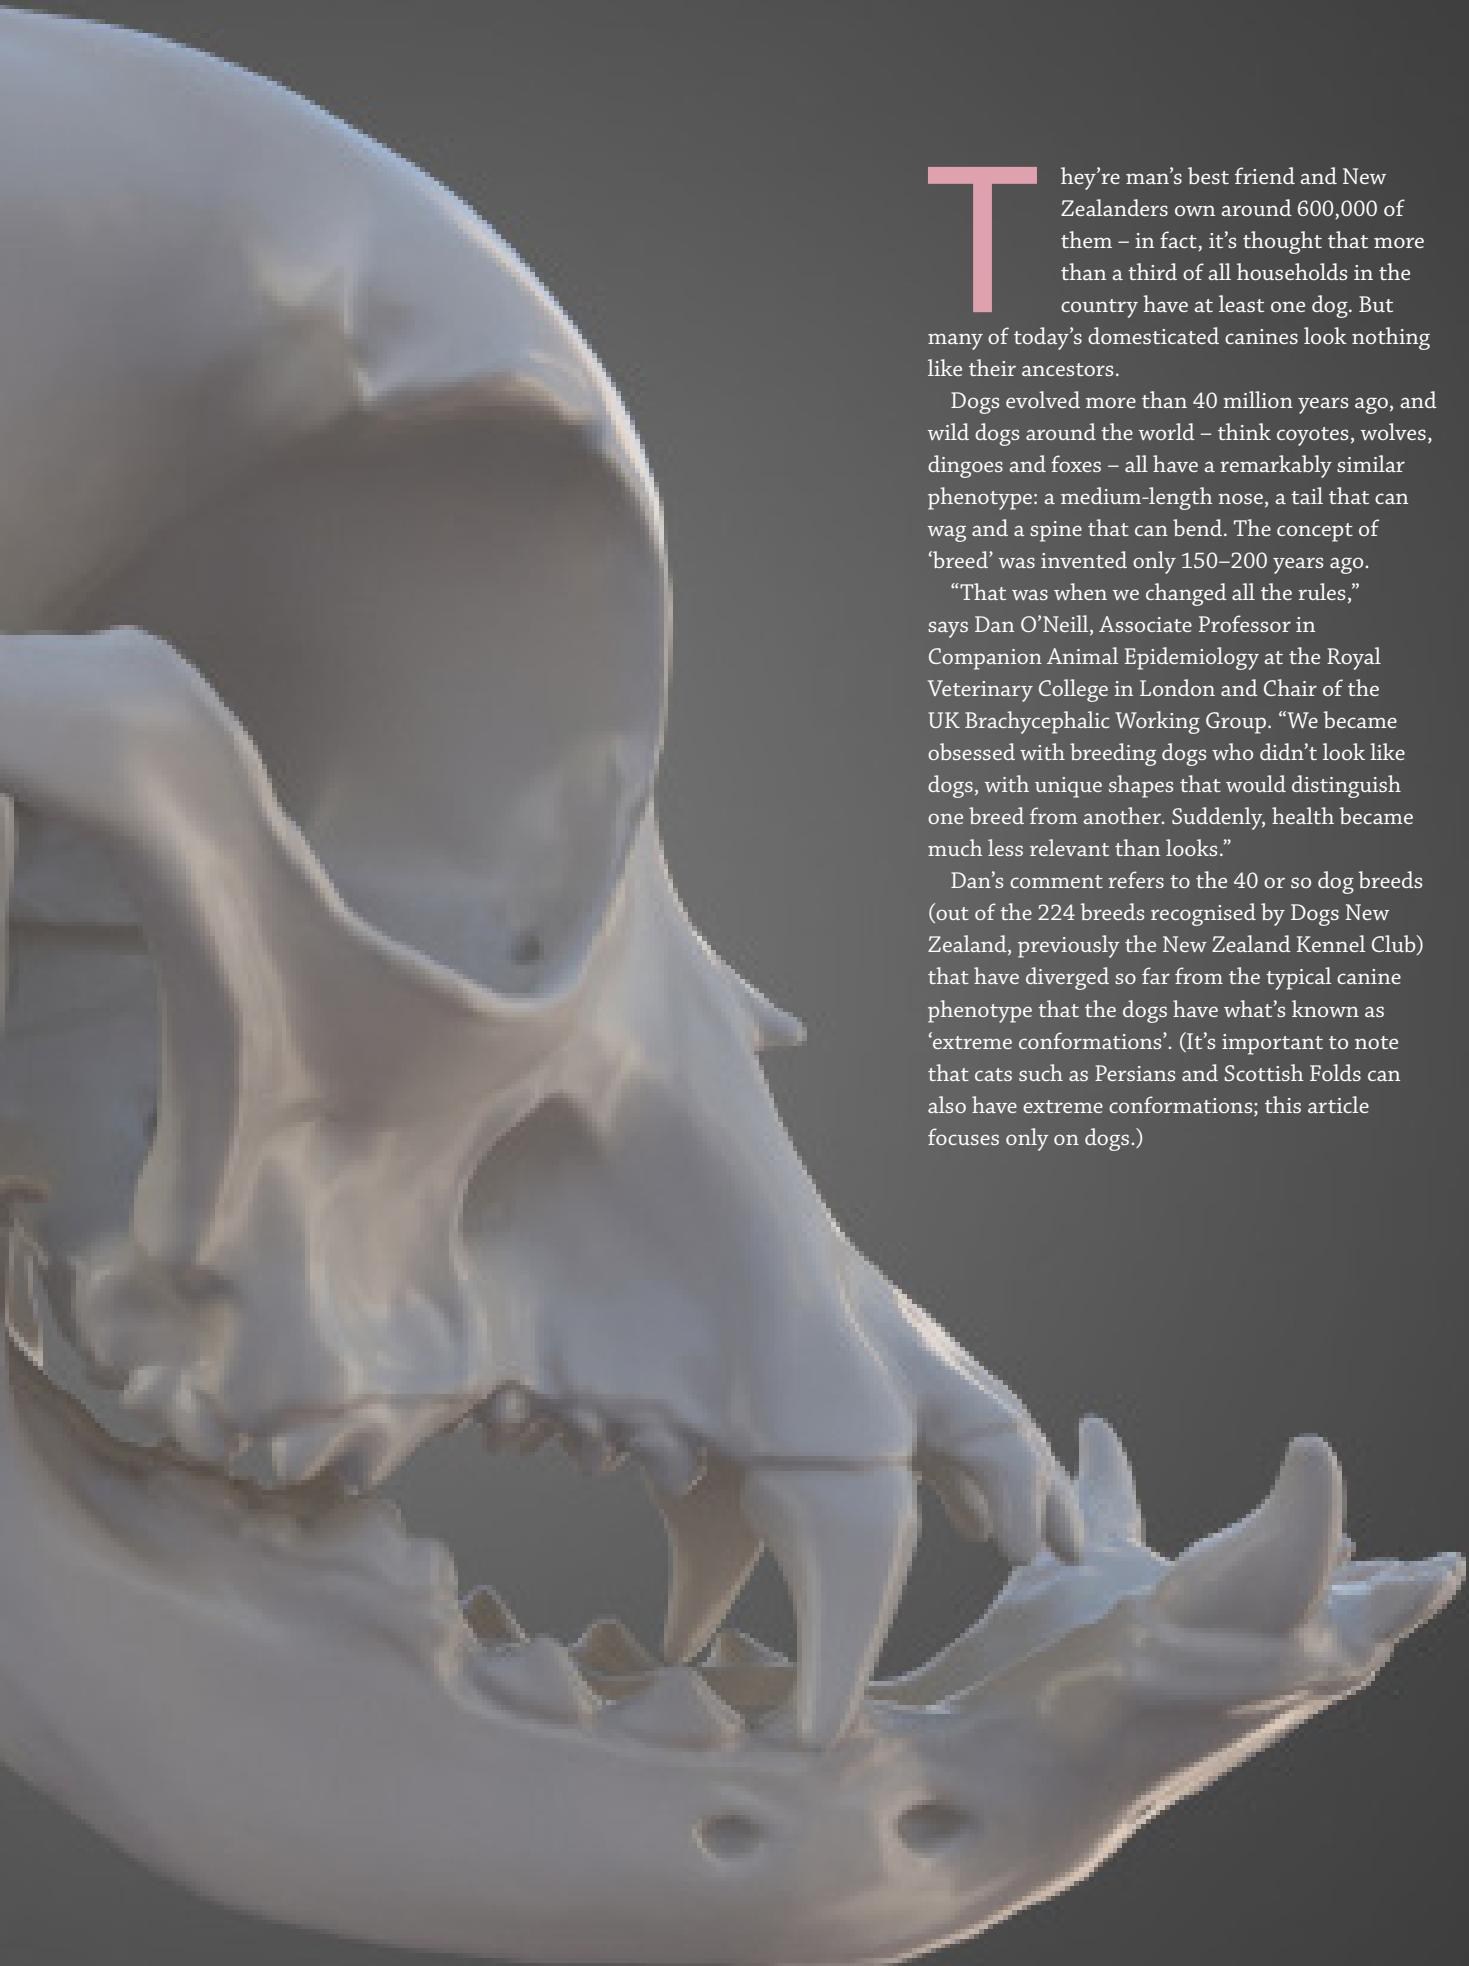 They’re man’s best friend and New
Zealanders own around 600,000 of
them – in fact, it’s thought that more
than a third of all households in the
country have at least one dog. But
many of today’s domesticated canines look nothing
like their ancestors.
Dogs evolved more than 40 million years ago, and
wild dogs around the world – think coyotes, wolves,
dingoes and foxes – all have a remarkably similar
phenotype: a medium-length nose, a tail that can
wag and a spine that can bend. The concept of
‘breed’ was invented only 150–200 years ago.
“That was when we changed all the rules,”
says Dan O’Neill, Associate Professor in
Companion Animal Epidemiology at the Royal
Veterinary College in London and Chair of the
UK Brachycephalic Working Group. “We became
obsessed with breeding dogs who didn’t look like
dogs, with unique shapes that would distinguish
one breed from another. Suddenly, health became
much less relevant than looks.”
Dan’s comment refers to the 40 or so dog breeds
(out of the 224 breeds recognised by Dogs New
Zealand, previously the New Zealand Kennel Club)
that have diverged so far from the typical canine
phenotype that the dogs have what’s known as
‘extreme conformations’. (It’s important to note
that cats such as Persians and Scottish Folds can
also have extreme conformations; this article
focuses only on dogs.)